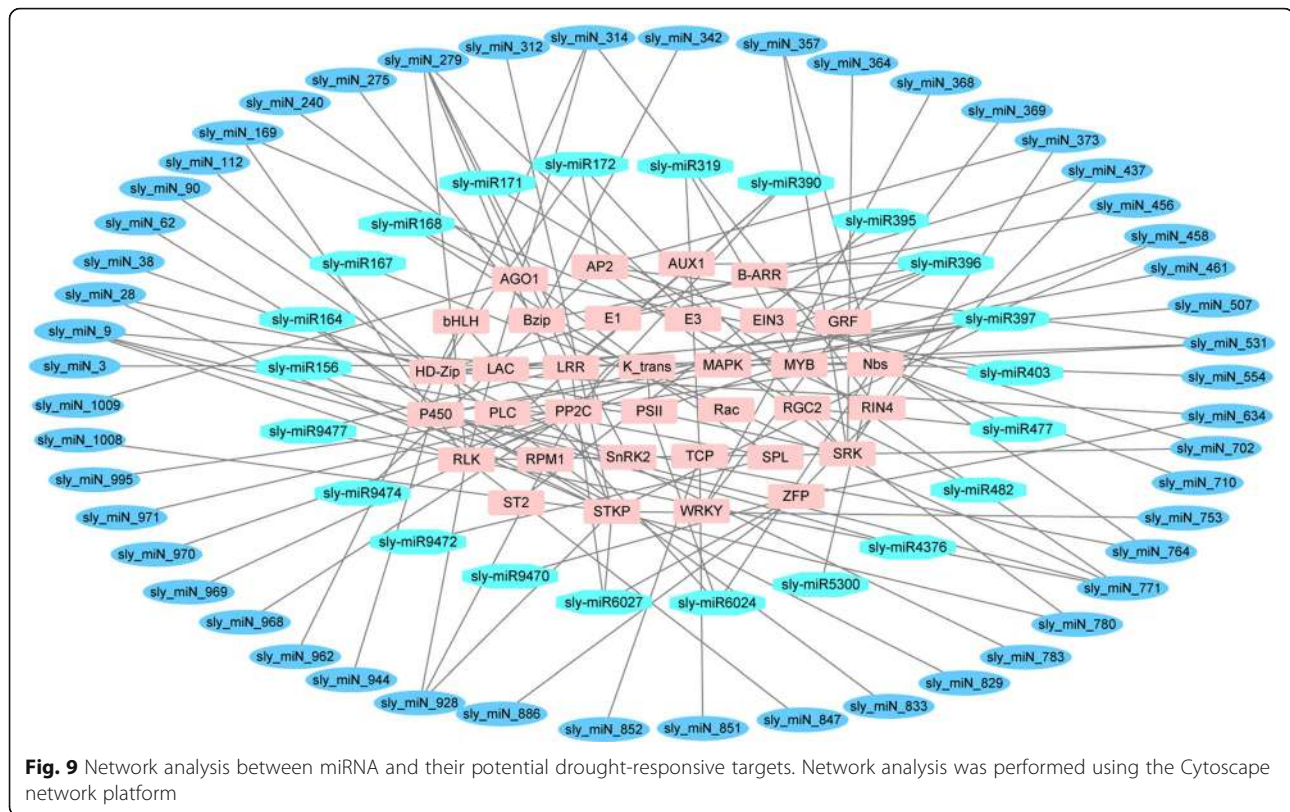 sly_miN_314
sly_miN_312
sly_miN_342
sly_miN_357
sly_miN_279
sly_miN_364
sly_miN_275
sly_miN_368
sly_miN_240
sly_miN_369
sly_miN_169
sly_miN_373
sly_miN_112
sly_miN_437
sly_miN_90
sly_miN_456
sly_miN_62
sly_miN_458
sly_miN_38
sly_miN_461
sly_miN_28
sly_miN_507
sly_miN_9
sly_miN_531
sly_miN_3
sly_miN_554
sly_miN_1009
sly_miN_634
sly_miN_1008
sly_miN_702
sly_miN_995
sly_miN_710
sly_miN_971
sly_miN_753
sly_miN_970
sly_miN_764
sly_miN_969
sly_miN_771
sly_miN_968
sly_miN_780
sly_miN_962
sly_miN_783
sly_miN_944
sly_miN_829
sly_miN_928
sly_miN_833
sly_miN_886
sly_miN_847
sly_miN_852
sly_miN_851
sly-miR172
sly-miR319
sly-miR171
sly-miR390
sly-miR168
sly-miR395
sly-miR167
sly-miR396
sly-miR164
sly-miR397
sly-miR156
sly-miR403
sly-miR9477
sly-miR477
sly-miR9474
sly-miR482
sly-miR9472
sly-miR4376
sly-miR9470
sly-miR5300
sly-miR6027
sly-miR6024
AGO1
AP2
AUX1
B-ARR
bHLH
Bzip
E1
E3
EIN3
GRF
HD-Zip
LAC
LRR
K_trans
MAPK
MYB
Nbs
P450
PLC
PP2C
PSII
Rac
RGC2
RIN4
RLK
RPM1
SnRK2
TCP
SPL
SRK
ST2
STKP
WRKY
ZFP
Fig. 9 Network analysis between miRNA and their potential drought-responsive targets. Network analysis was performed using the Cytoscape
network platform